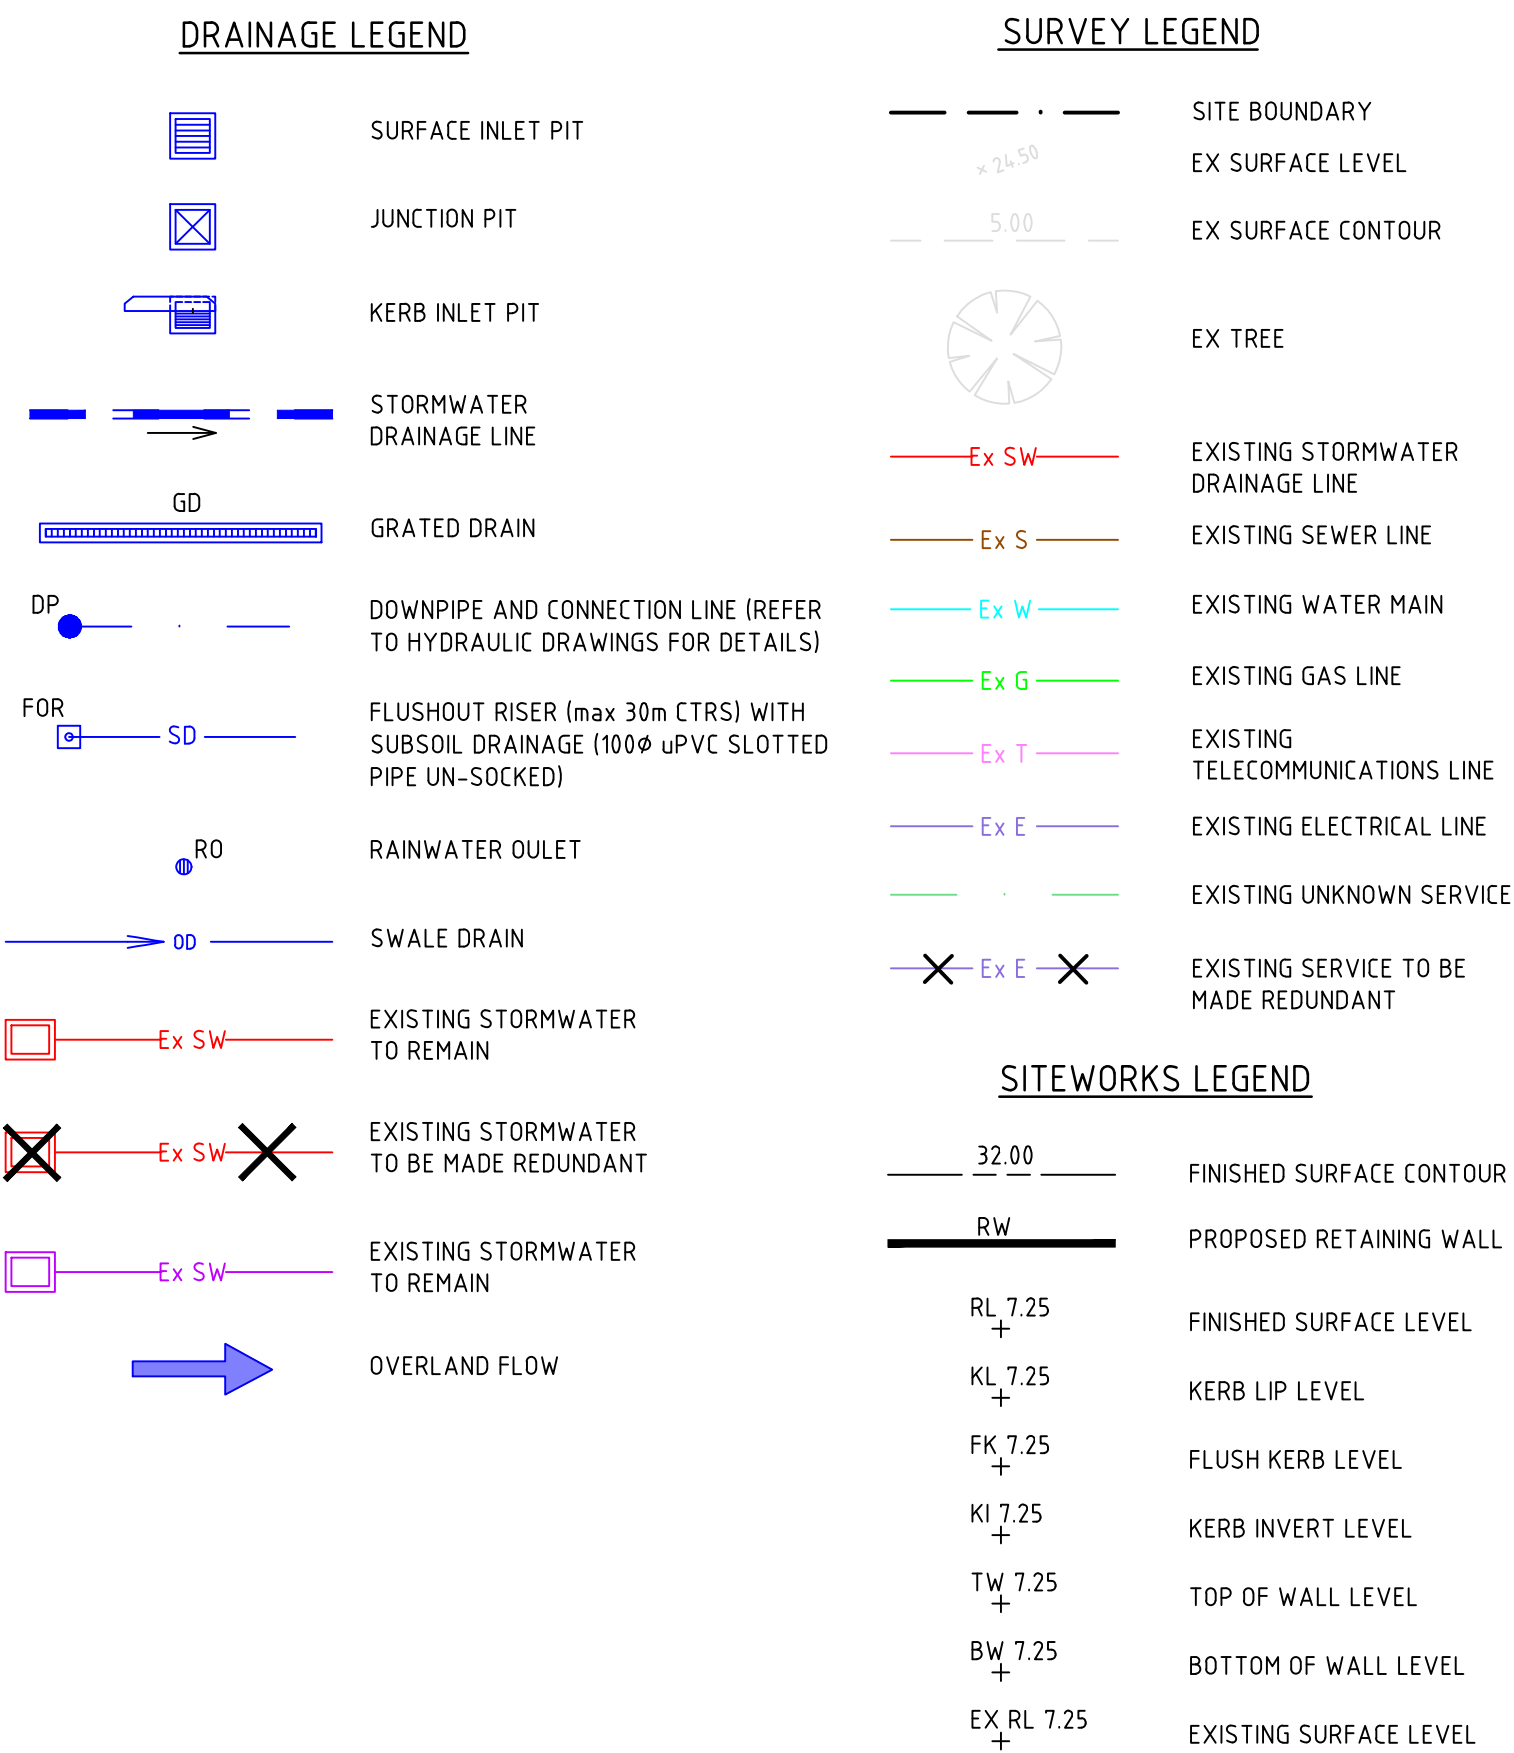 DRAINAGE LEGEND
SURFACE INLET PIT
JUNCTION PIT
KERB INLET PIT
STORMWATER
DRAINAGE LINE
GD
GRATED DRAIN
DP
DOWNPIPE AND CONNECTION LINE (REFER
TO HYDRAULIC DRAWINGS FOR DETAILS)
FOR
SD
FLUSHOUT RISER (max 30m CTRS) WITH
SUBSOIL DRAINAGE (100Ø uPVC SLOTTED
PIPE UN-SOCKED)
RO
RAINWATER OULET
OD
SWALE DRAIN
Ex SW
EXISTING STORMWATER
TO REMAIN
Ex SW
EXISTING STORMWATER
TO BE MADE REDUNDANT
Ex SW
EXISTING STORMWATER
TO REMAIN
OVERLAND FLOW
SURVEY LEGEND
SITE BOUNDARY
× 24.50
EX SURFACE LEVEL
5.00
EX SURFACE CONTOUR
EX TREE
Ex SW
EXISTING STORMWATER
DRAINAGE LINE
Ex S
EXISTING SEWER LINE
Ex W
EXISTING WATER MAIN
Ex G
EXISTING GAS LINE
Ex T
EXISTING
TELECOMMUNICATIONS LINE
Ex E
EXISTING ELECTRICAL LINE
EXISTING UNKNOWN SERVICE
Ex E
EXISTING SERVICE TO BE
MADE REDUNDANT
SITEWORKS LEGEND
32.00
FINISHED SURFACE CONTOUR
RW
PROPOSED RETAINING WALL
RL 7.25
FINISHED SURFACE LEVEL
KL 7.25
KERB LIP LEVEL
FK 7.25
FLUSH KERB LEVEL
KI 7.25
KERB INVERT LEVEL
TW 7.25
TOP OF WALL LEVEL
BW 7.25
BOTTOM OF WALL LEVEL
EX RL 7.25
EXISTING SURFACE LEVEL